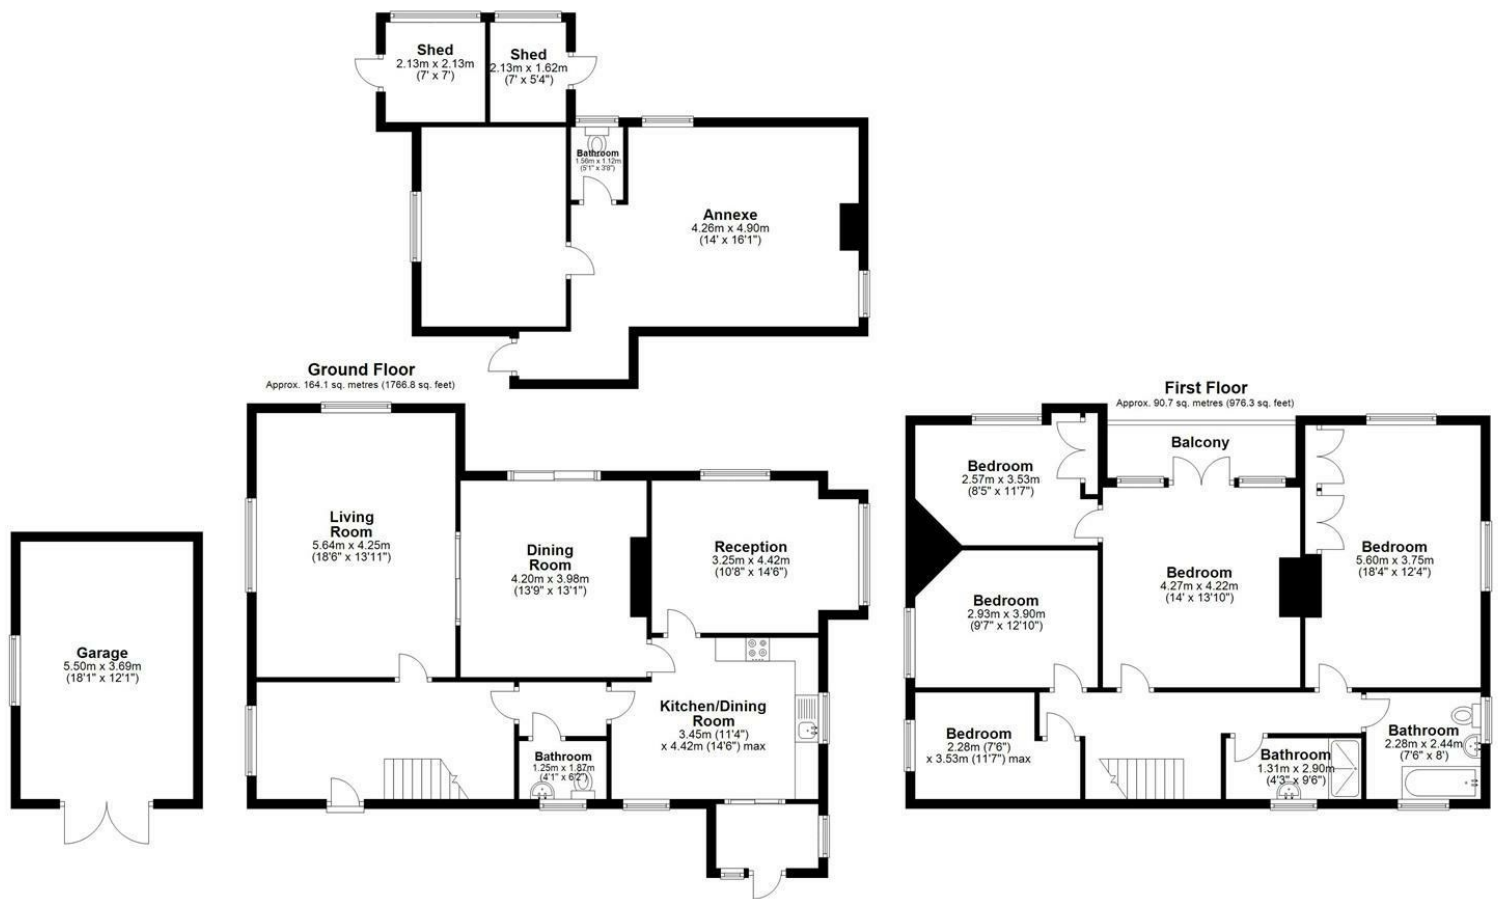 Shed
2.13m x 2.13m
(7' x 7')
Shed
2.13m x 1.62m
(7' x 5'4")
Bathroom
1.56m x 1.12m
(5'1" x 3'8")
Annexe
4.26m x 4.90m
(14' x 16'1")
Ground Floor
Approx. 164.1 sq. metres (1766.8 sq. feet)
Living
Room
5.64m x 4.25m
(18'6" x 13'11")
Dining
Room
4.20m x 3.98m
(13'9" x 13'1")
Reception
3.25m x 4.42m
(10'8" x 14'6")
Garage
5.50m x 3.69m
(18'1" x 12'1")
Kitchen/Dining
Room
3.45m (11'4")
x 4.42m (14'6") max
Bathroom
1.25m x 1.87m
(4'1" x 6'2")
First Floor
Approx. 90.7 sq. metres (976.3 sq. feet)
Balcony
Bedroom
2.57m x 3.53m
(8'5" x 11'7")
Bedroom
5.60m x 3.75m
(18'4" x 12'4")
Bedroom
4.27m x 4.22m
(14' x 13'10")
Bedroom
2.93m x 3.90m
(9'7" x 12'10")
Bedroom
2.28m (7'6")
x 3.53m (11'7") max
Bathroom
1.31m x 2.90m
(4'3" x 9'6")
Bathroom
2.28m x 2.44m
(7'6" x 8')